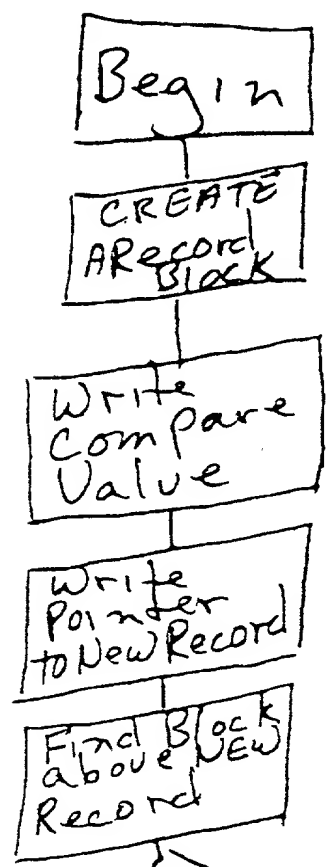 Begin
CREATE
A Record
Block
Write
Compare
Value
Write
Pointer
to New Record
Find Block
above NEW
Record